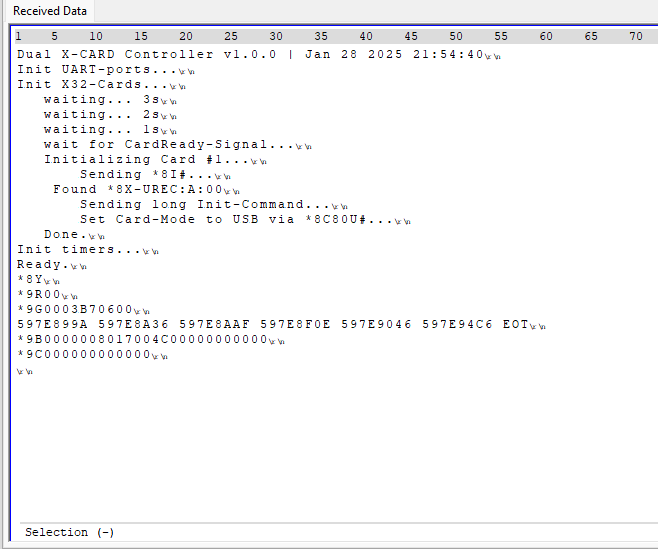 Received Data
1 5 10 15 20 25 30 35 40 45 50 55 60 65 70
Dual X-CARD Controller v1.0.0 | Jan 28 2025 21:54:40\r\n
Init UART-ports...\r\n
Init X32-Cards...\r\n
   waiting... 3s\r\n
   waiting... 2s\r\n
   waiting... 1s\r\n
   wait for CardReady-Signal...\r\n
   Initializing Card #1...\r\n
       Sending *8I#...\r\n
    Found *8X-UREC:A:00\r\n
       Sending long Init-Command...\r\n
       Set Card-Mode to USB via *8C80U#...\r\n
   Done.\r\n
Init timers...\r\n
Ready.\r\n
*8Y\r\n
*9R00\r\n
*9G0003B70600\r\n
597E899A 597E8A36 597E8AAF 597E8F0E 597E9046 597E94C6 EOT\r\n
*9B0000008017004C00000000000\r\n
*9C000000000000\r\n
\r\n
Selection (-)